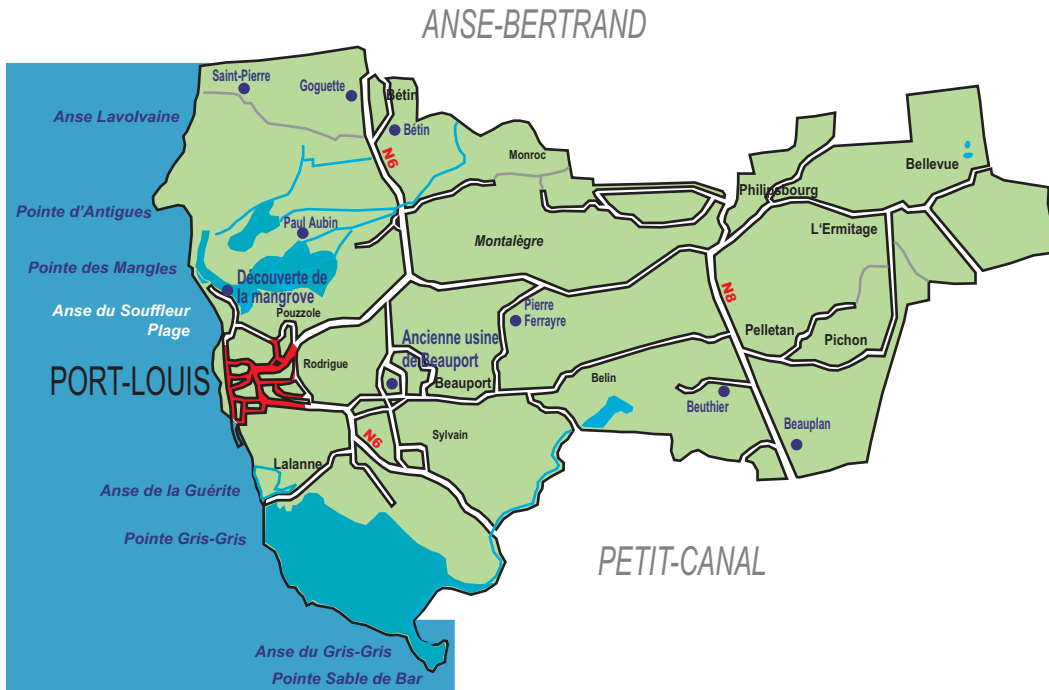 ANSE-BERTRAND
Saint-Pierre
Goguette
Bétin
Anse Lavolvaine
Bétin
N6
Monroc
Bellevue
Philipsbourg
Pointe d'Antigues
Paul Aubin
L'Ermitage
Montalègre
Pointe des Mangles
Découverte de
la mangrove
N8
Anse du Souffleur
Plage
Pouzzole
Pierre
Ferrayre
Pelletan
Pichon
Ancienne usine
de Beauport
Rodrigue
PORT-LOUIS
Beauport
Belin
Beuthier
Beauplan
N6
Sylvain
Lalanne
Anse de la Guérite
Pointe Gris-Gris
PETIT-CANAL
Anse du Gris-Gris
Pointe Sable de Bar